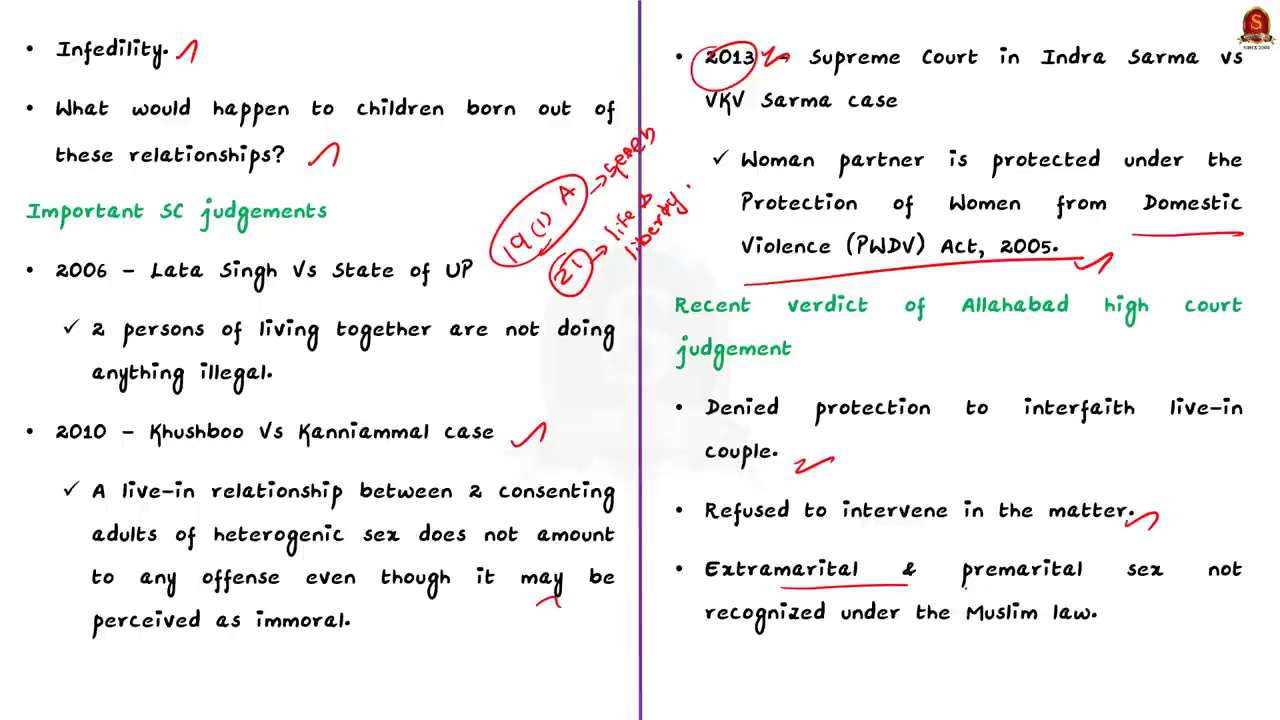 • Infedility.
• What would happen to children born out of
these relationships?
Important SC judgements
• 2006 – Lata Singh Vs State of UP
✓ 2 persons of living together are not doing
anything illegal.
• 2010 – Khushboo Vs Kanniammal case
✓ A live-in relationship between 2 consenting
adults of heterogenic sex does not amount
to any offense even though it may be
perceived as immoral.
19(1) A →
21 → life &
liberty.
• 2013 – Supreme Court in Indra Sarma vs
VKV Sarma case
✓ Woman partner is protected under the
Protection of Women from Domestic
Violence (PWDV) Act, 2005.
Recent verdict of Allahabad high court
judgement
• Denied protection to interfaith live-in
couple.
• Refused to intervene in the matter.
• Extramarital & premarital sex not
recognized under the Muslim law.
S
SINCE 2004